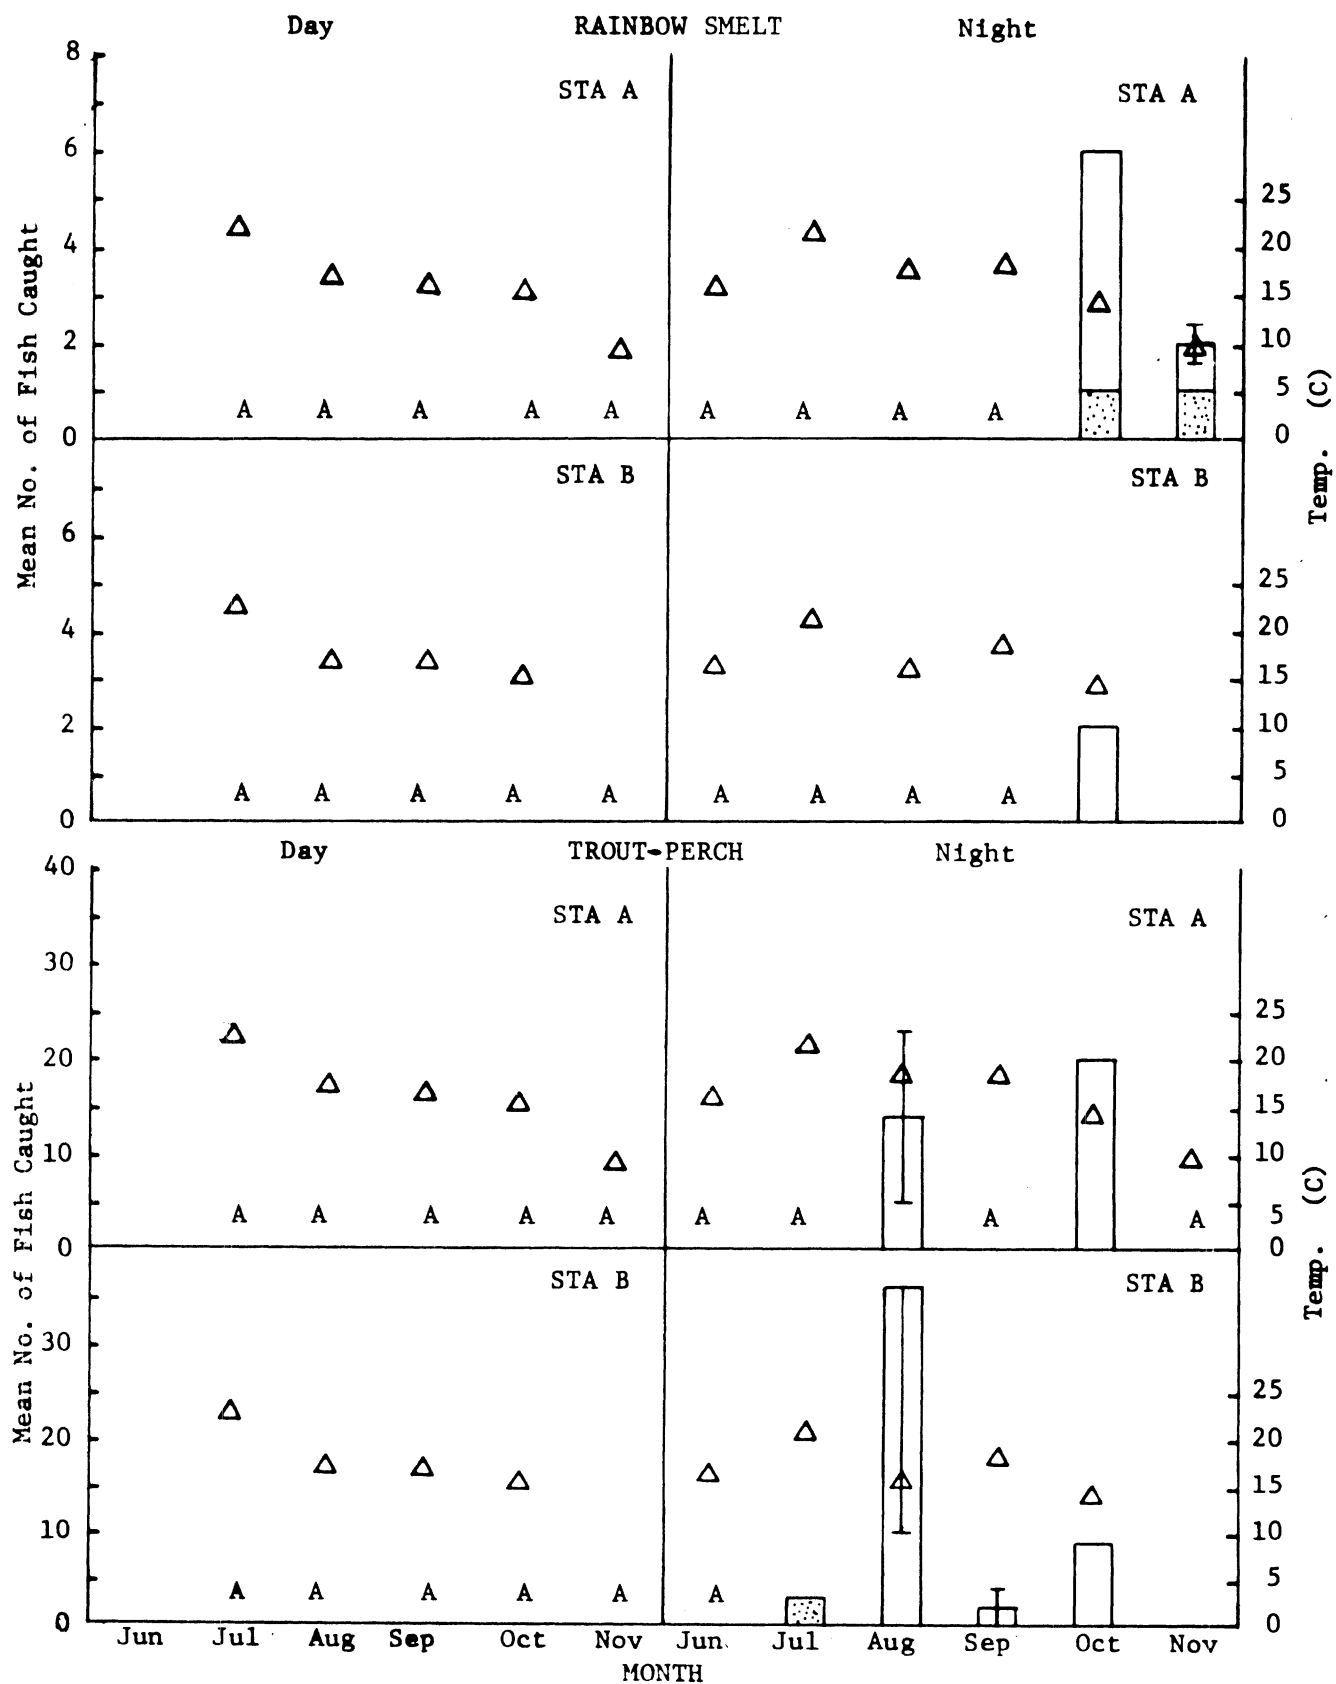 Day RAINBOW SMELT Night
8
STA A STA A
6
25
4 20
15
2 10
A A A A A A A A A 5
0 0
STA B STA B
6
25
4 20
15
2 10
A A A A A A A A A 5
0 0
Mean No. of Fish Caught
Temp. (C)
Day TROUT-PERCH Night
40
STA A STA A
30
25
20 20
15
10 10
A A A A A A A A A 5
0 0
STA B STA B
30
25
20 20
15
10 10
A A A A A A 5
0 0
Mean No. of Fish Caught
Temp. (C)
Jun Jul Aug Sep Oct Nov Jun Jul Aug Sep Oct Nov
MONTH